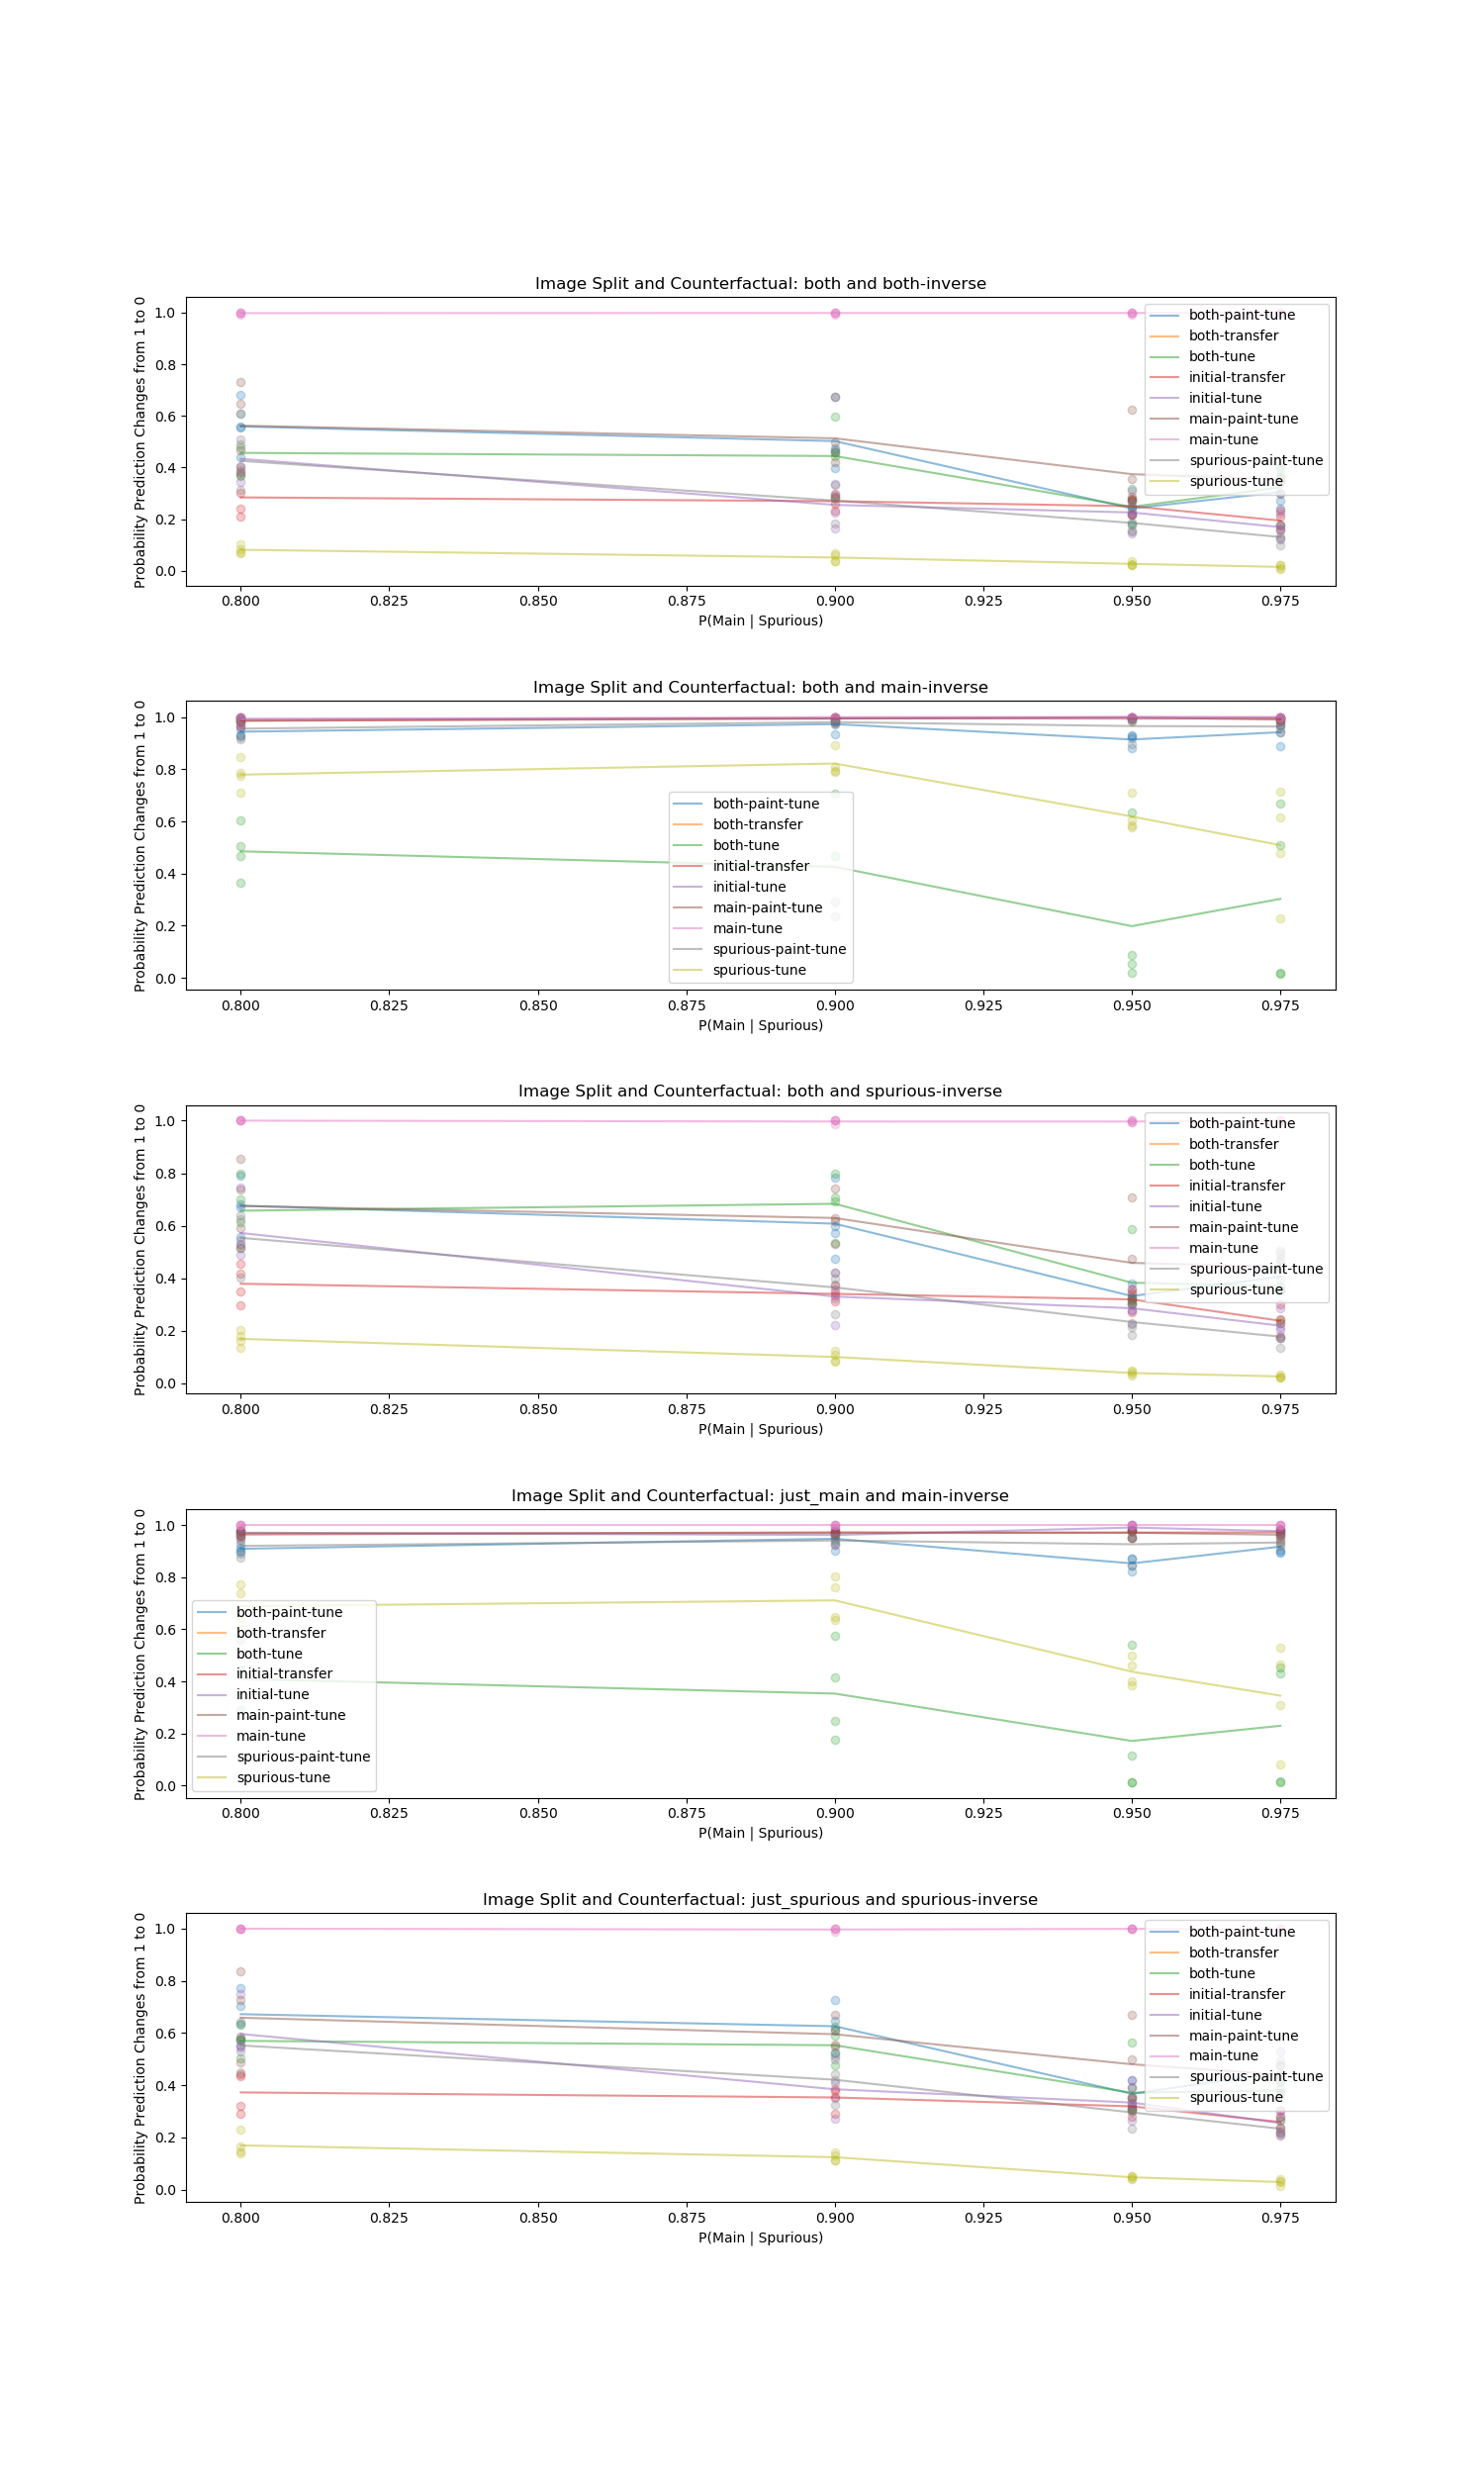 Image Split and Counterfactual: both and both-inverse
Probability Prediction Changes from 1 to 0
1.0
0.8
0.6
0.4
0.2
0.0
both-paint-tune
both-transfer
both-tune
initial-transfer
initial-tune
main-paint-tune
main-tune
spurious-paint-tune
spurious-tune
0.800 0.825 0.850 0.875 0.900 0.925 0.950 0.975
P(Main | Spurious)
Image Split and Counterfactual: both and main-inverse
Probability Prediction Changes from 1 to 0
1.0
0.8
0.6
0.4
0.2
0.0
both-paint-tune
both-transfer
both-tune
initial-transfer
initial-tune
main-paint-tune
main-tune
spurious-paint-tune
spurious-tune
0.800 0.825 0.850 0.875 0.900 0.925 0.950 0.975
P(Main | Spurious)
Image Split and Counterfactual: both and spurious-inverse
Probability Prediction Changes from 1 to 0
1.0
0.8
0.6
0.4
0.2
0.0
both-paint-tune
both-transfer
both-tune
initial-transfer
initial-tune
main-paint-tune
main-tune
spurious-paint-tune
spurious-tune
0.800 0.825 0.850 0.875 0.900 0.925 0.950 0.975
P(Main | Spurious)
Image Split and Counterfactual: just_main and main-inverse
Probability Prediction Changes from 1 to 0
1.0
0.8
0.6
0.4
0.2
0.0
both-paint-tune
both-transfer
both-tune
initial-transfer
initial-tune
main-paint-tune
main-tune
spurious-paint-tune
spurious-tune
0.800 0.825 0.850 0.875 0.900 0.925 0.950 0.975
P(Main | Spurious)
Image Split and Counterfactual: just_spurious and spurious-inverse
Probability Prediction Changes from 1 to 0
1.0
0.8
0.6
0.4
0.2
0.0
both-paint-tune
both-transfer
both-tune
initial-transfer
initial-tune
main-paint-tune
main-tune
spurious-paint-tune
spurious-tune
0.800 0.825 0.850 0.875 0.900 0.925 0.950 0.975
P(Main | Spurious)